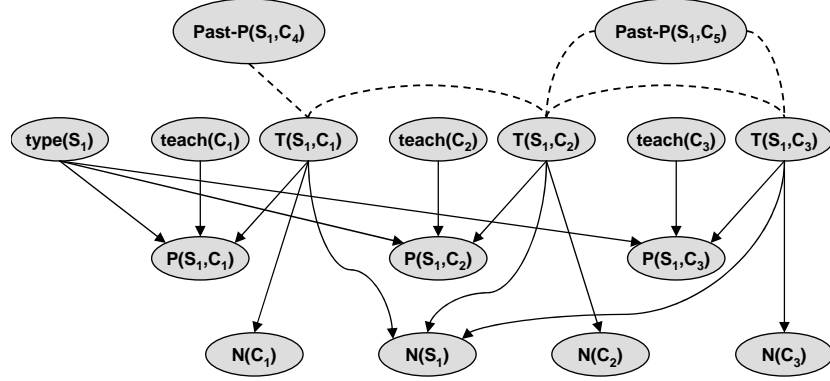 Past-P(S₁,C₄) Past-P(S₁,C₅)
type(S₁) teach(C₁) T(S₁,C₁) teach(C₂) T(S₁,C₂) teach(C₃) T(S₁,C₃)
P(S₁,C₁) P(S₁,C₂) P(S₁,C₃)
N(C₁) N(S₁) N(C₂) N(C₃)